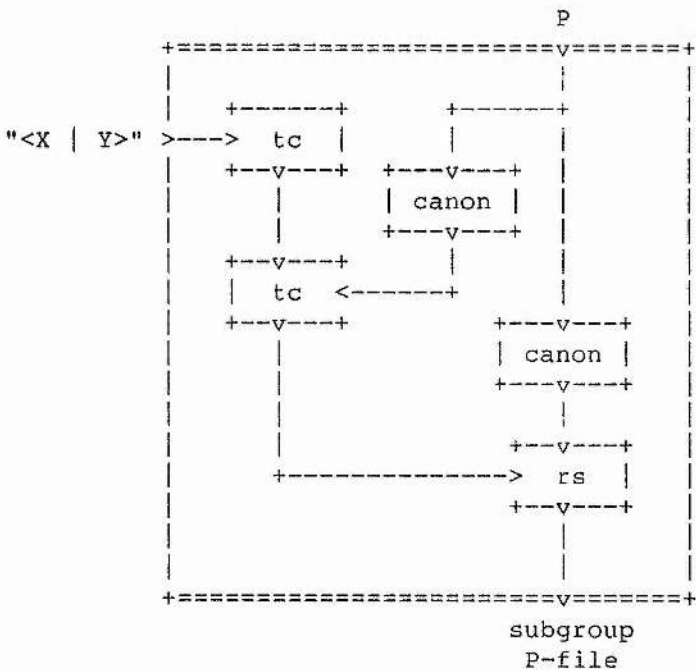 P
"<X | Y>"
tc
canon
tc
canon
rs
subgroup
P-file